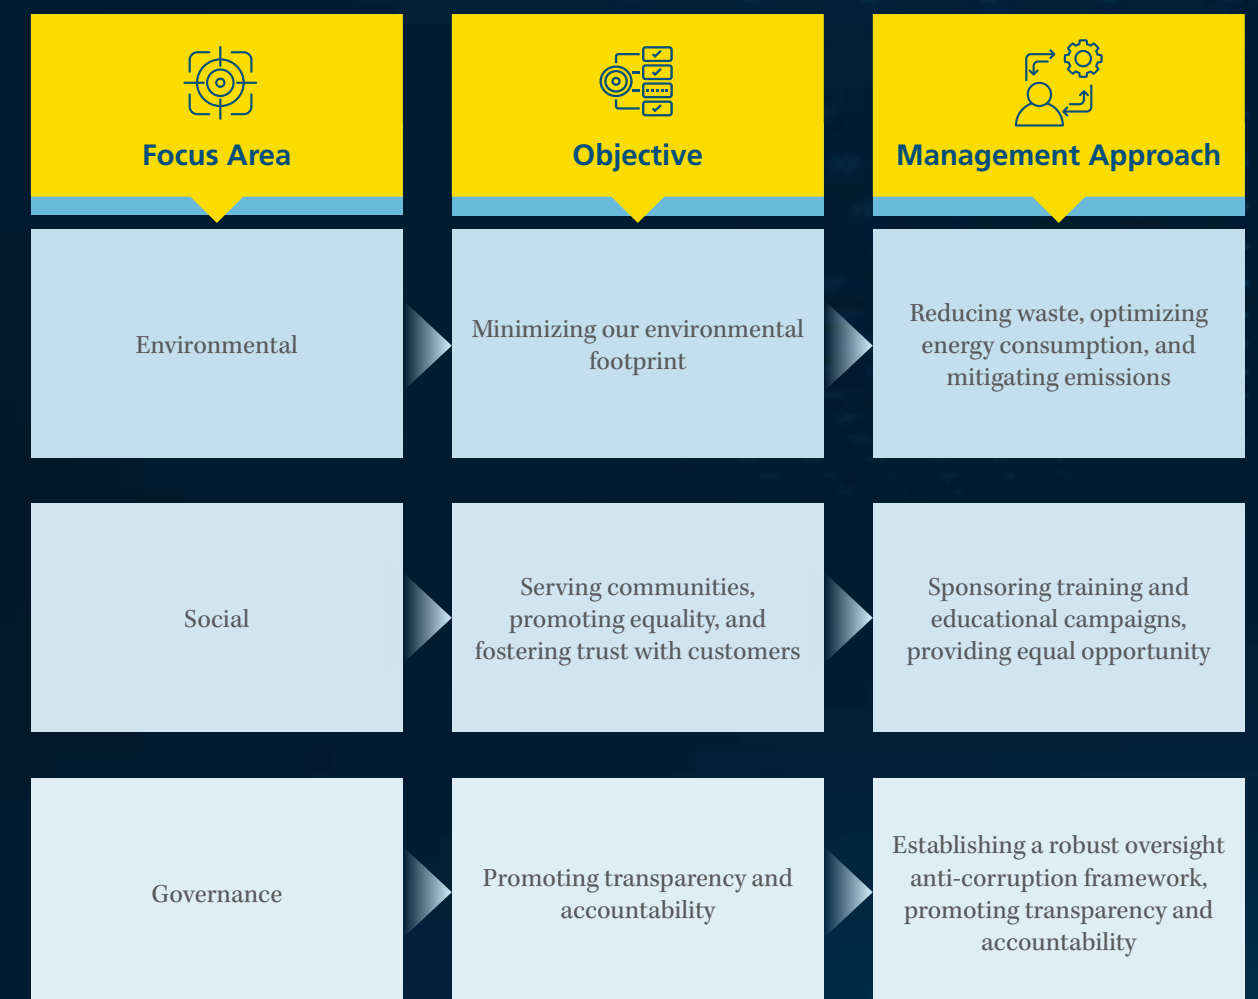 Focus Area
Objective
Management Approach
Environmental
Minimizing our environmental
footprint
Reducing waste, optimizing
energy consumption, and
mitigating emissions
Social
Serving communities,
promoting equality, and
fostering trust with customers
Sponsoring training and
educational campaigns,
providing equal opportunity
Governance
Promoting transparency and
accountability
Establishing a robust oversight
anti-corruption framework,
promoting transparency and
accountability